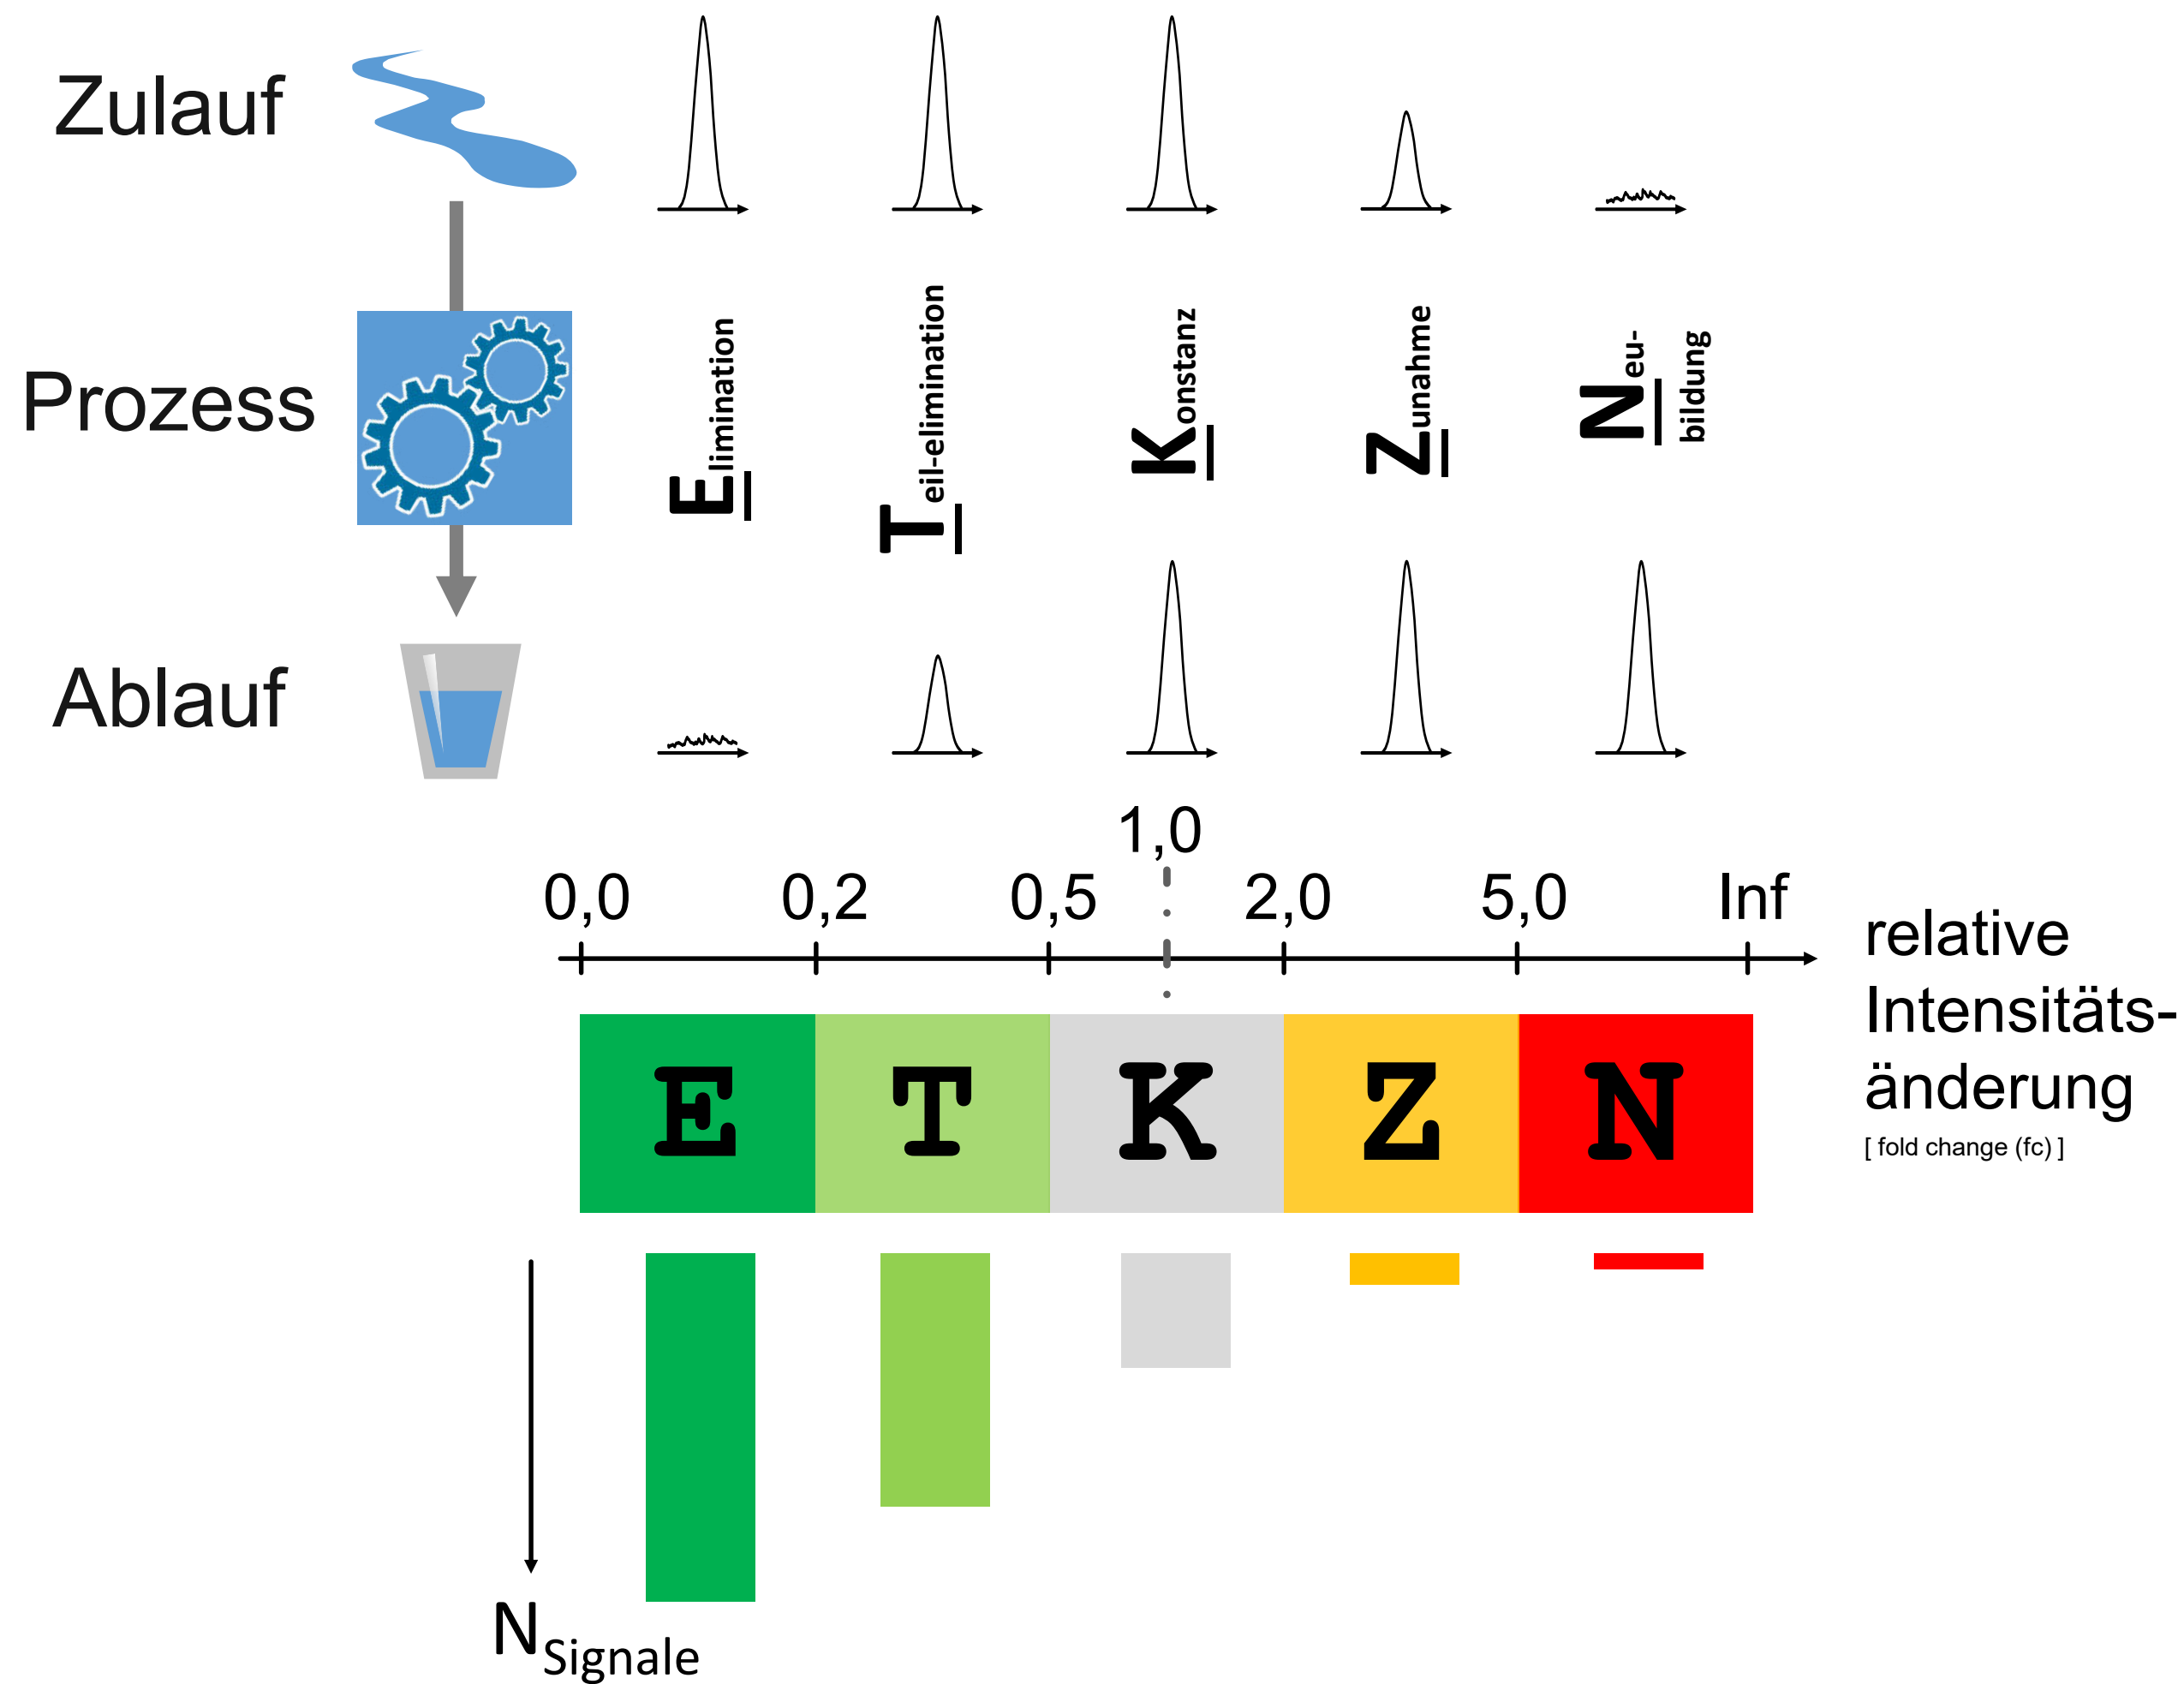 Zulauf
Prozess
Elimination
Teil-elimination
Konstanz
Zunahme
Neu-
bildung
Ablauf
1,0
0,0 0,2 0,5 2,0 5,0 Inf
relative
Intensitäts-
änderung
[ fold change (fc) ]
E T K Z N
NSignale